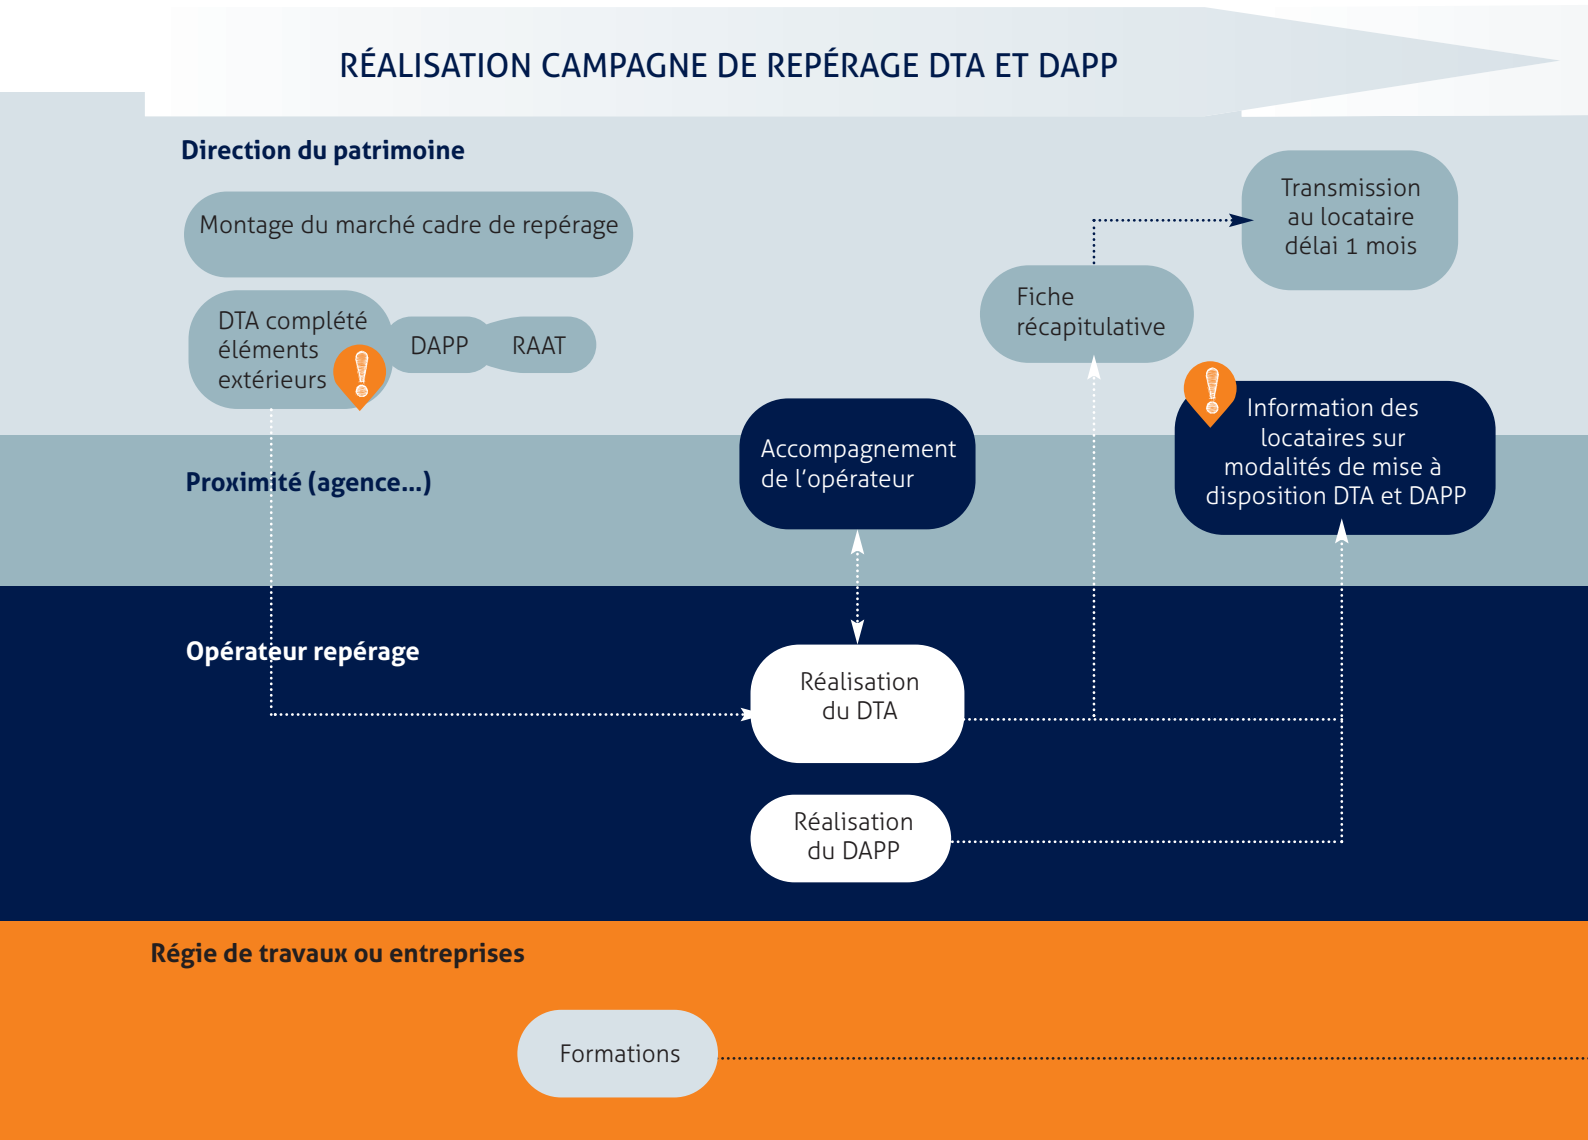 RÉALISATION CAMPAGNE DE REPÉRAGE DTA ET DAPP
Direction du patrimoine
Montage du marché cadre de repérage
DTA complété
éléments
extérieurs
DAPP
RAAT
Transmission
au locataire
délai 1 mois
Fiche
récapitulative
Information des
locataires sur
modalités de mise à
disposition DTA et DAPP
Accompagnement
de l'opérateur
Proximité (agence...)
Opérateur repérage
Réalisation
du DTA
Réalisation
du DAPP
Régie de travaux ou entreprises
Formations